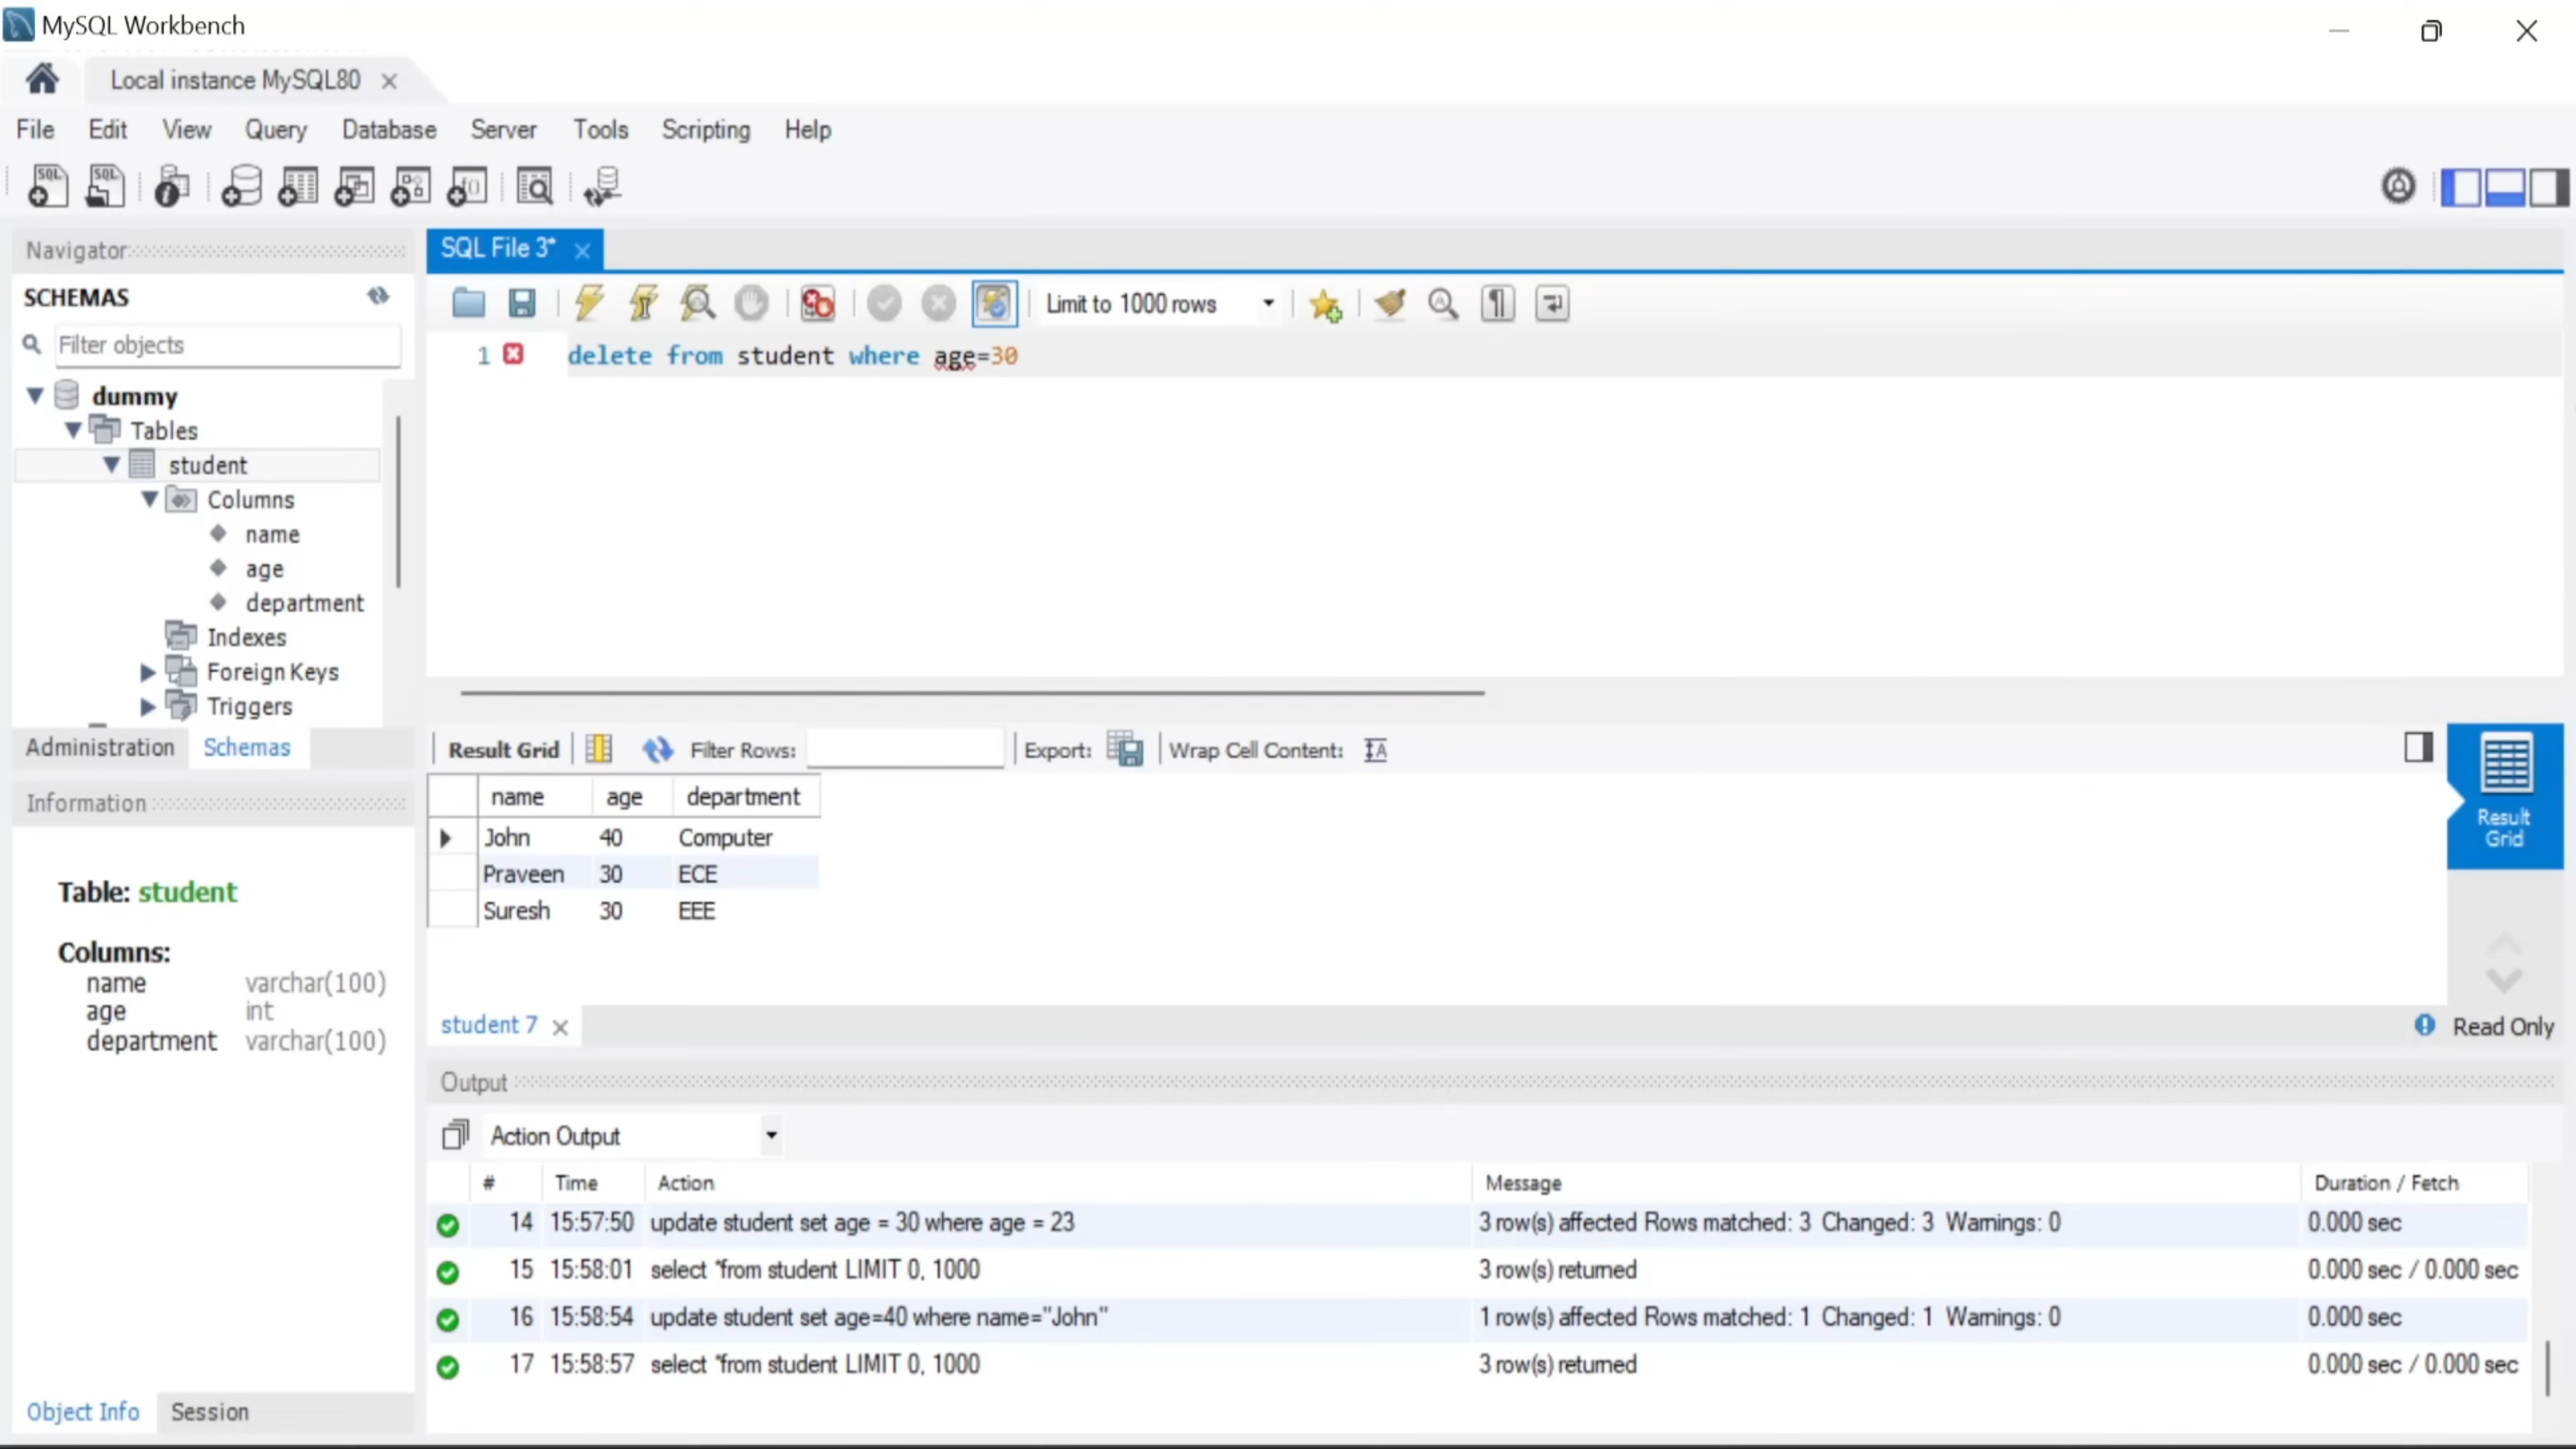 MySQL Workbench
Local instance MySQL80
File Edit View Query Database Server Tools Scripting Help
Navigator
SCHEMAS
Filter objects
dummy
Tables
student
Columns
name
age
department
Indexes
Foreign Keys
Triggers
Administration Schemas
Information
Table: student
Columns:
name varchar(100)
age int
department varchar(100)
Object Info Session
SQL File 3*
Limit to 1000 rows
1 delete from student where age=30
Result Grid Filter Rows: Export: Wrap Cell Content:
name age department
John 40 Computer
Praveen 30 ECE
Suresh 30 EEE
Result
Grid
student 7
Read Only
Output
Action Output
# Time Action Message Duration / Fetch
14 15:57:50 update student set age = 30 where age = 23 3 row(s) affected Rows matched: 3 Changed: 3 Warnings: 0 0.000 sec
15 15:58:01 select *from student LIMIT 0, 1000 3 row(s) returned 0.000 sec / 0.000 sec
16 15:58:54 update student set age=40 where name="John" 1 row(s) affected Rows matched: 1 Changed: 1 Warnings: 0 0.000 sec
17 15:58:57 select *from student LIMIT 0, 1000 3 row(s) returned 0.000 sec / 0.000 sec